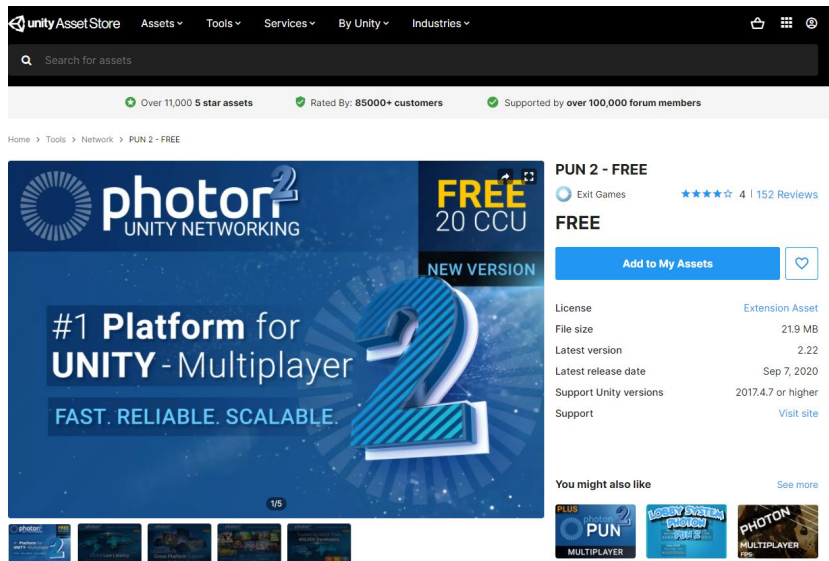 unity Asset Store Assets Tools Services By Unity Industries
Search for assets
Over 11,000 5 star assets Rated By: 85000+ customers Supported by over 100,000 forum members
Home > Tools > Network > PUN 2 - FREE
photon 2
UNITY NETWORKING
FREE
20 CCU
NEW VERSION
#1 Platform for
UNITY - Multiplayer
2
FAST. RELIABLE. SCALABLE.
1/5
PUN 2 - FREE
Exit Games 4 | 152 Reviews
FREE
Add to My Assets
License Extension Asset
File size 21.9 MB
Latest version 2.22
Latest release date Sep 7, 2020
Support Unity versions 2017.4.7 or higher
Support Visit site
You might also like See more
PLUS
photon 2
PUN
MULTIPLAYER
LOBBY SYSTEM
PHOTON
PUN 2
PHOTON
MULTIPLAYER
FPS
photon 2 FREE